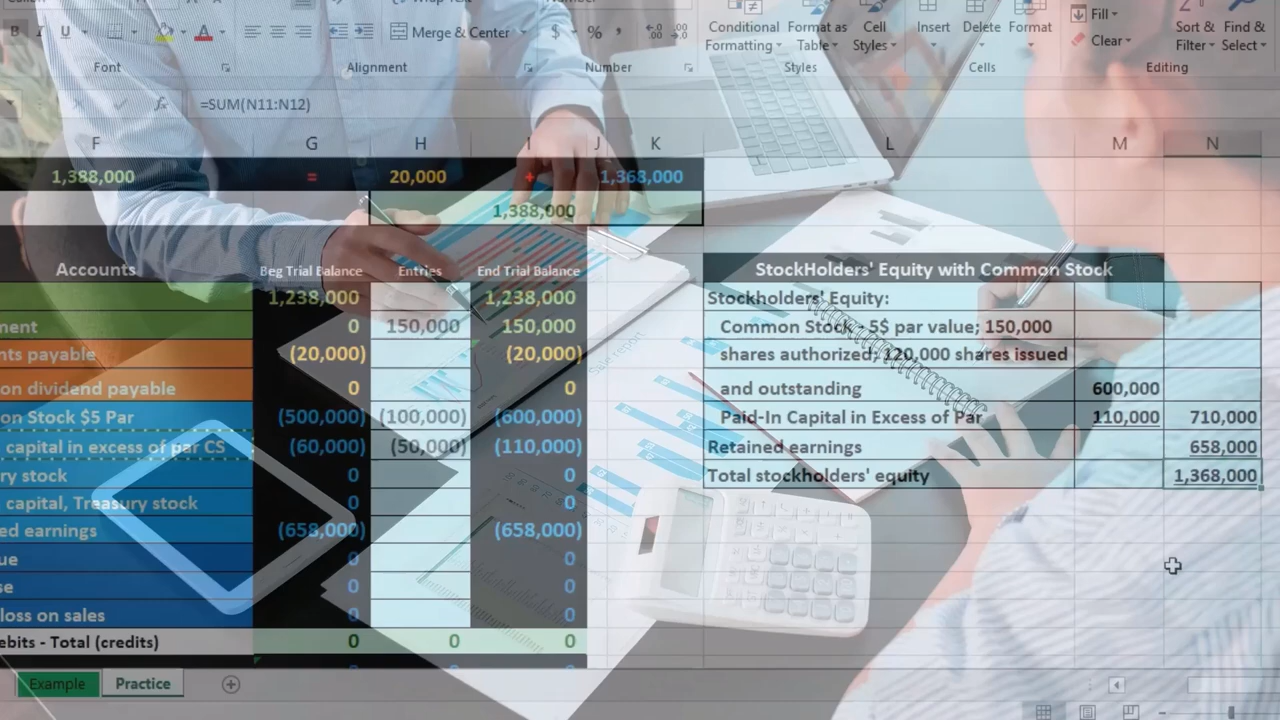 Conditional Format as Cell Insert Delete Format Fill Sort & Find &
Merge & Center $ % Formatting Table Styles Clear Filter Select
Font Alignment Number Styles Cells Editing
fx =SUM(N11:N12)
F G H I J K L M N
1,388,000 = 20,000 + 1,368,000
1,388,000
Accounts Beg Trial Balance Entries End Trial Balance StockHolders' Equity with Common Stock
1,238,000 1,238,000 Stockholders' Equity:
ment 0 150,000 150,000 Common Stock - 5$ par value; 150,000
nts payable (20,000) (20,000) shares authorized; 120,000 shares issued
on dividend payable 0 0 and outstanding 600,000
on Stock $5 Par (500,000) (100,000) (600,000) Paid-In Capital in Excess of Par 110,000 710,000
capital in excess of par CS (60,000) (50,000) (110,000) Retained earnings 658,000
ry stock 0 0 Total stockholders' equity 1,368,000
capital, Treasury stock 0 0
ed earnings (658,000) (658,000)
ue 0 0
se 0 0
loss on sales 0 0
ebits - Total (credits) 0 0 0
Example Practice